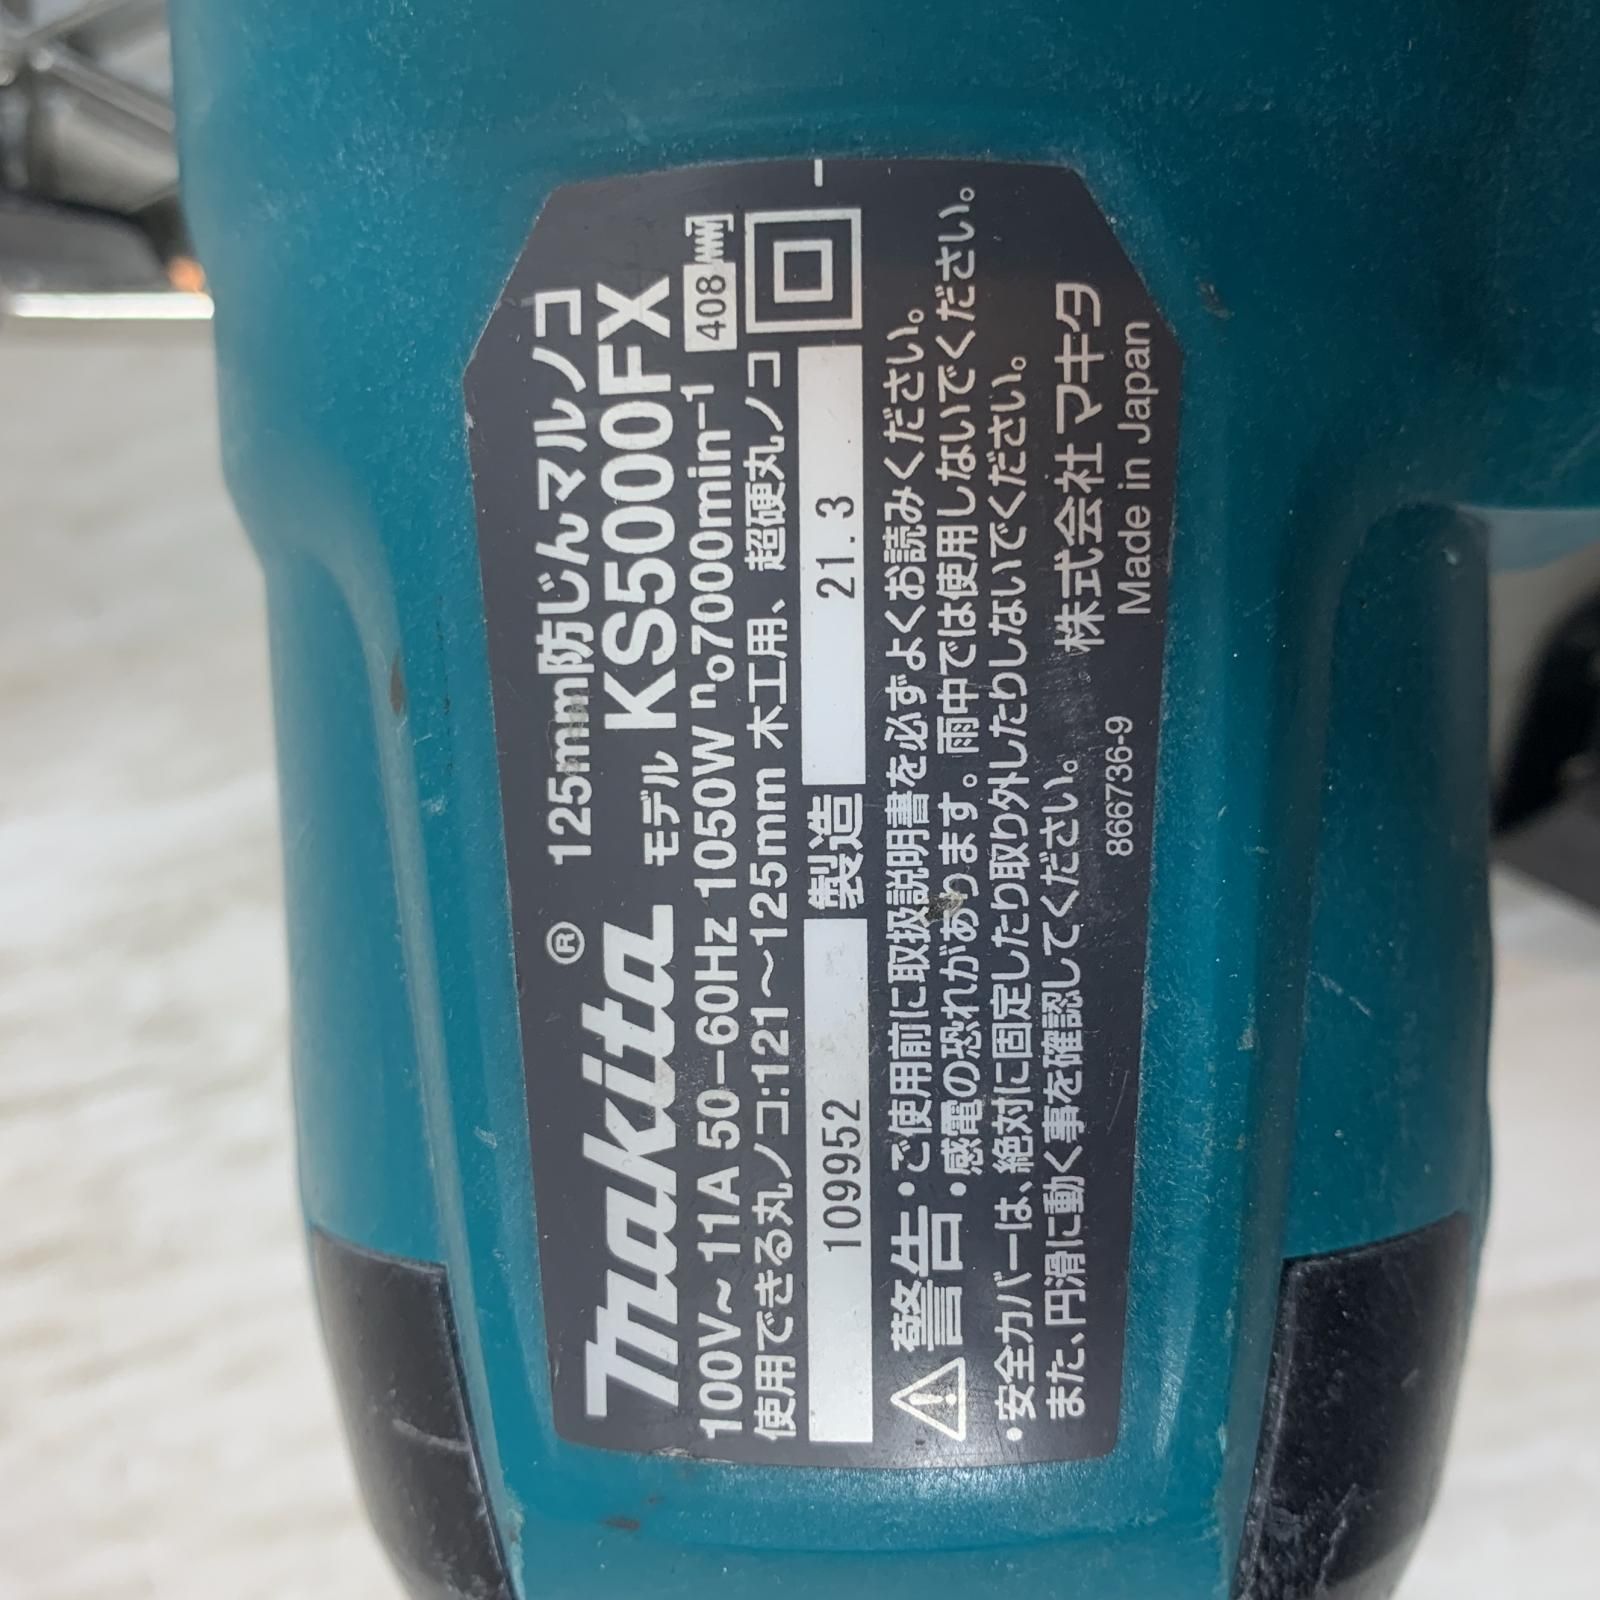 makita® 125mm防じんマルノコ
モデル KS5000FX
100V～11A 50-60Hz 1050W n₀7000min⁻¹ 408
使用できる丸ノコ:121～125mm 木工用、超硬丸ノコ
109952 製造 21.3
警告・ご使用前に取扱説明書を必ずよくお読みください。
・感電の恐れがあります。雨中では使用しないでください。
・安全カバーは、絶対に固定したり取り外したりしないでください。
また、円滑に動く事を確認してください。
株式会社マキタ
866736-9 Made in Japan